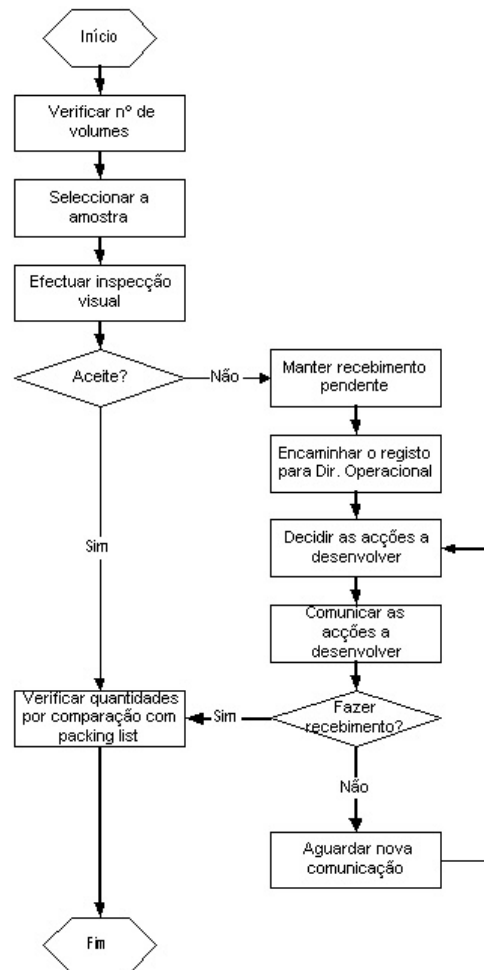 Início
Verificar nº de
volumes
Seleccionar a
amostra
Efectuar inspecção
visual
Aceite?
Não
Manter recebimento
pendente
Encaminhar o registo
para Dir. Operacional
Decidir as acções a
desenvolver
Sim
Comunicar as
acções a
desenvolver
Verificar quantidades
por comparação com
packing list
Sim
Fazer
recebimento?
Não
Aguardar nova
comunicação
Fim